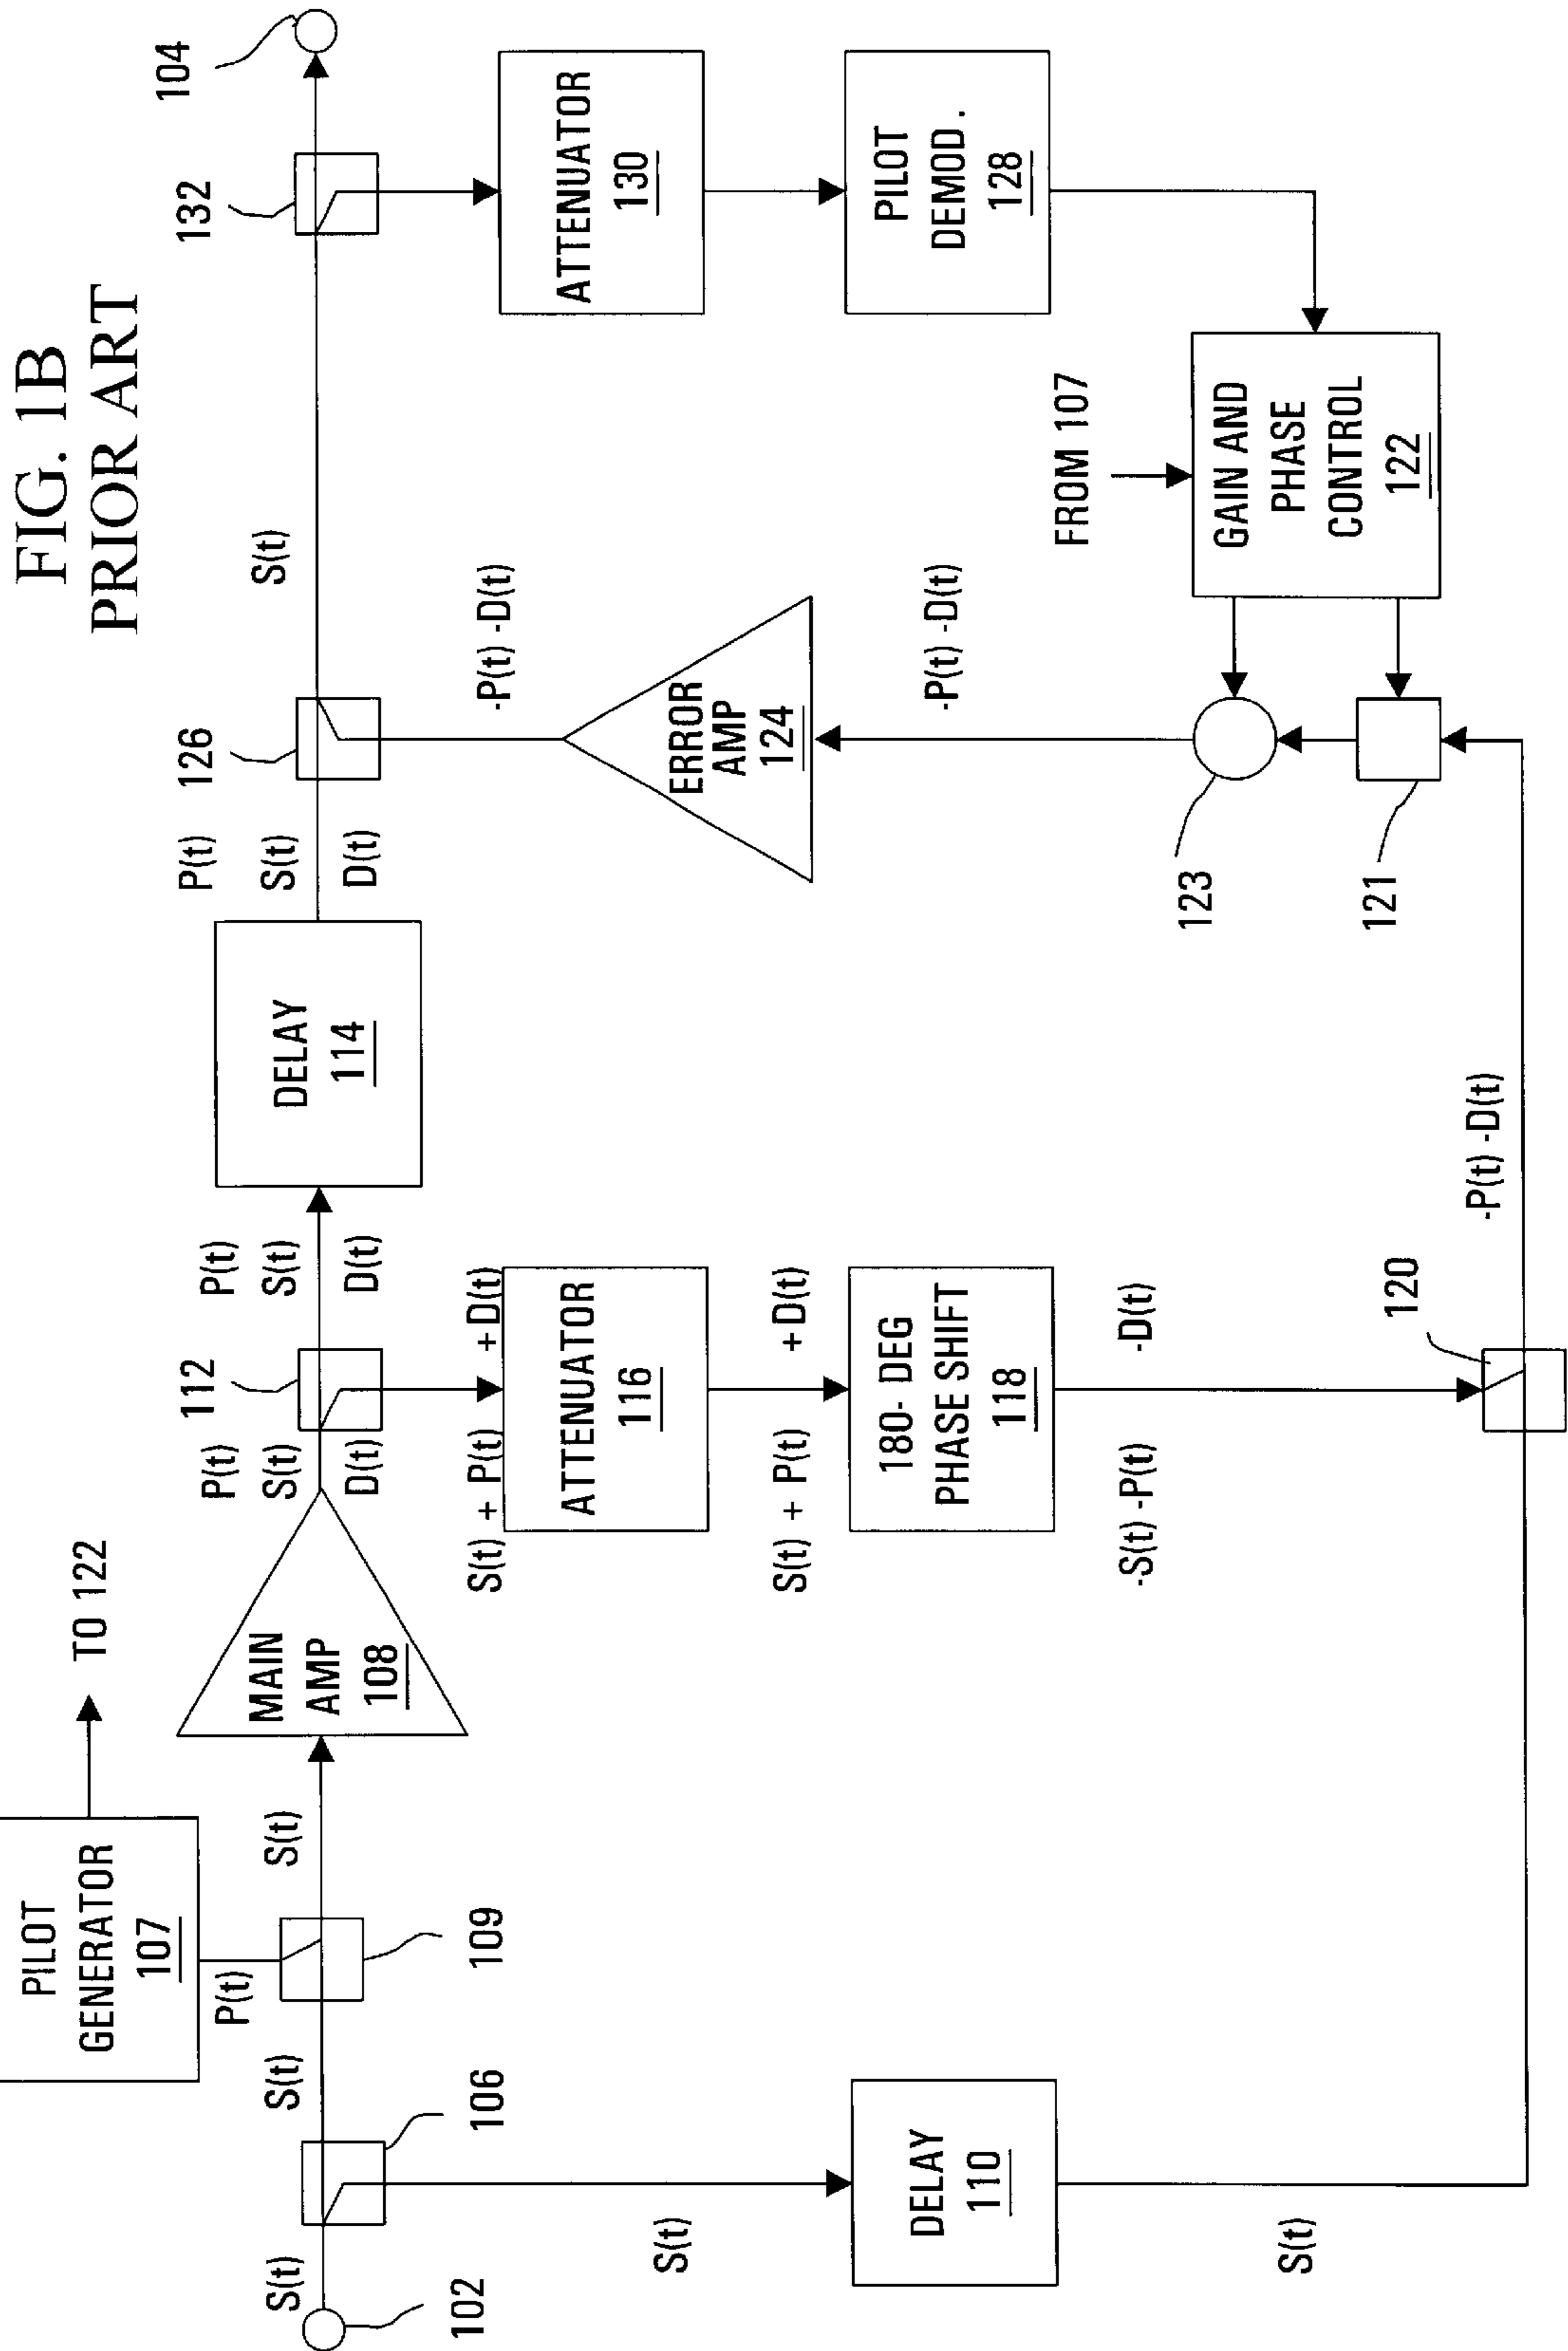 FIG. 1B
PRIOR ART
PILOT
GENERATOR
107
TO 122
P(t)
S(t)
102
S(t)
106
109
S(t)
MAIN
AMP
108
P(t)
S(t)
D(t)
112
P(t)
S(t)
D(t)
DELAY
114
P(t)
S(t)
D(t)
126
S(t)
132
104
S(t) + P(t) +D(t)
ATTENUATOR
116
S(t) + P(t) +D(t)
180- DEG
PHASE SHIFT
118
-S(t) -P(t) -D(t)
120
S(t)
DELAY
110
S(t)
-P(t) -D(t)
121
123
-P(t) -D(t)
ERROR
AMP
124
-P(t) -D(t)
ATTENUATOR
130
PILOT
DEMOD.
128
FROM 107
GAIN AND
PHASE
CONTROL
122